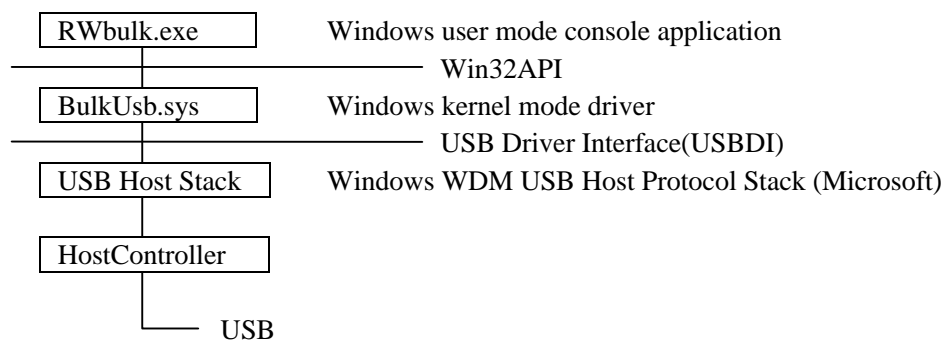 RWbulk.exe Windows user mode console application
Win32API
BulkUsb.sys Windows kernel mode driver
USB Driver Interface(USBDI)
USB Host Stack Windows WDM USB Host Protocol Stack (Microsoft)
HostController
USB